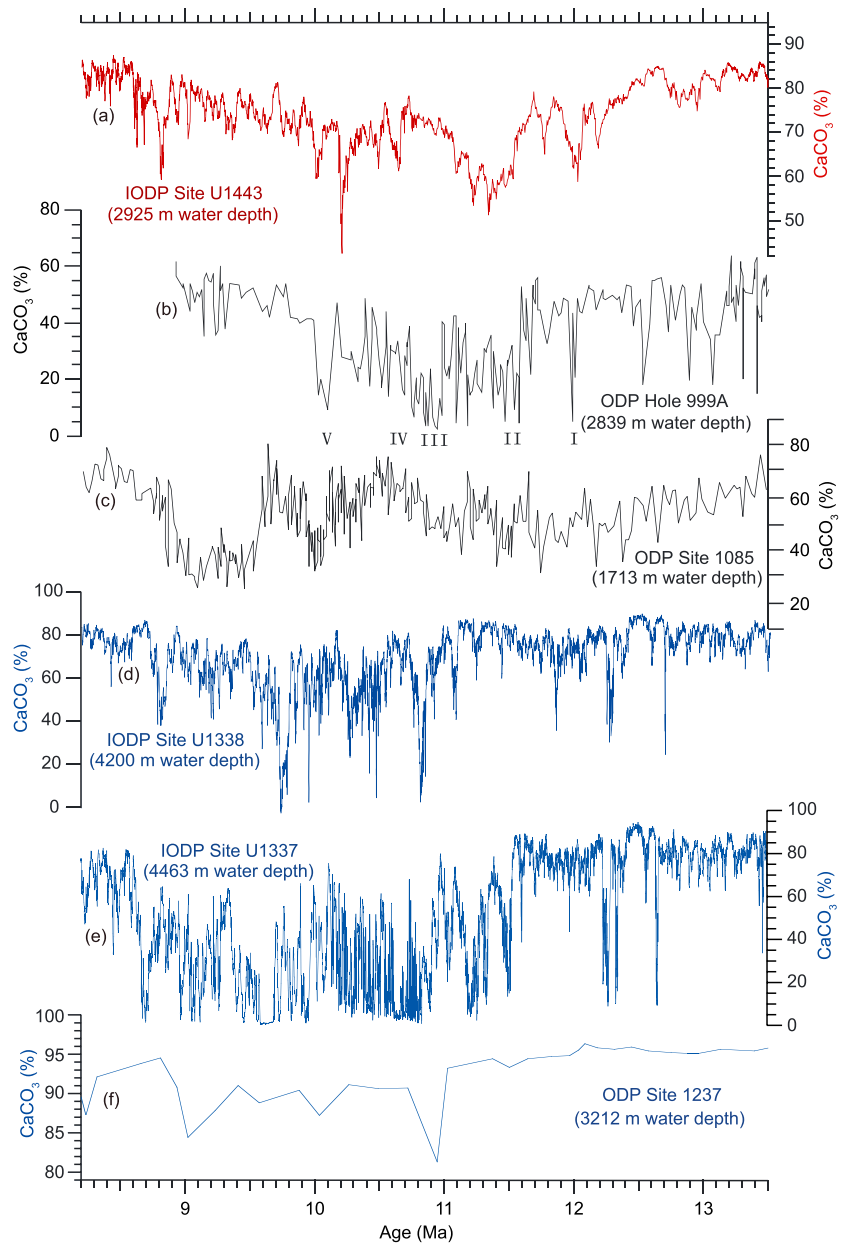 90
80
70
60
50
CaCO3 (%)
(a)
IODP Site U1443
(2925 m water depth)
80
60
40
20
0
CaCO3 (%)
(b)
ODP Hole 999A
(2839 m water depth)
V IV III II I
80
60
40
20
CaCO3 (%)
(c)
ODP Site 1085
(1713 m water depth)
100
80
60
40
20
0
CaCO3 (%)
(d)
IODP Site U1338
(4200 m water depth)
100
80
60
40
20
0
CaCO3 (%)
IODP Site U1337
(4463 m water depth)
(e)
100
95
90
85
80
CaCO3 (%)
(f)
ODP Site 1237
(3212 m water depth)
9 10 11 12 13
Age (Ma)